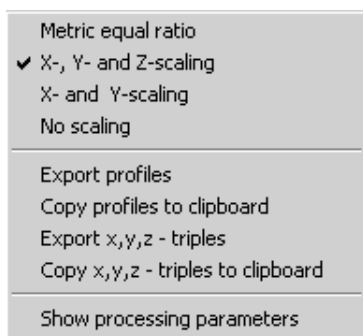 Metric equal ratio
X-, Y- and Z-scaling
X- and Y-scaling
No scaling
Export profiles
Copy profiles to clipboard
Export x,y,z - triples
Copy x,y,z - triples to clipboard
Show processing parameters